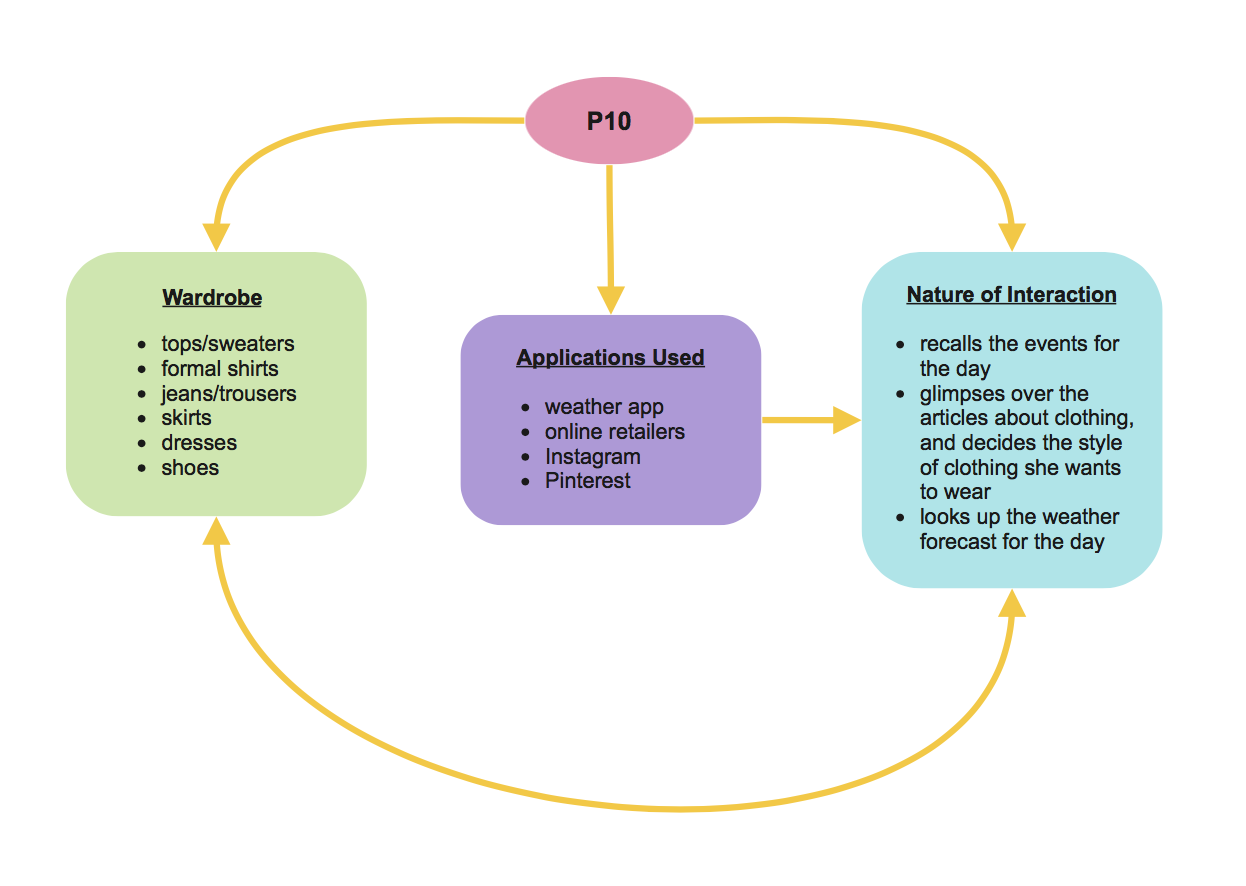 P10
Wardrobe
• tops/sweaters
• formal shirts
• jeans/trousers
• skirts
• dresses
• shoes
Applications Used
• weather app
• online retailers
• Instagram
• Pinterest
Nature of Interaction
• recalls the events for
the day
• glimpses over the
articles about clothing,
and decides the style
of clothing she wants
to wear
• looks up the weather
forecast for the day